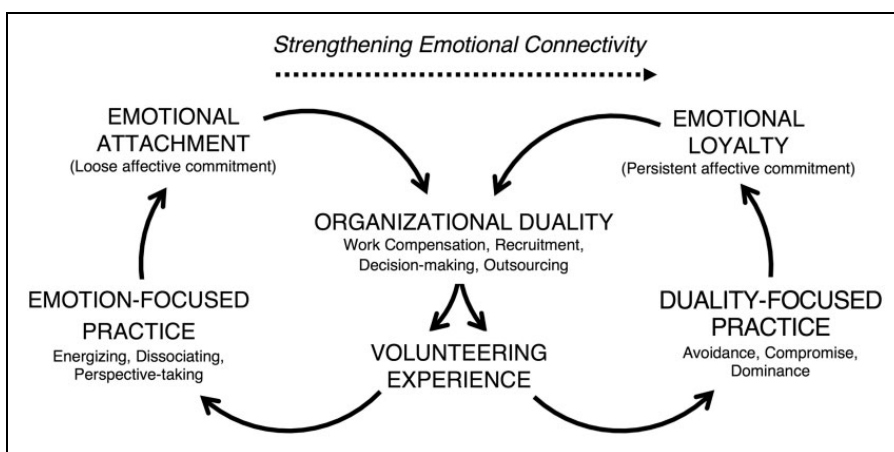 Strengthening Emotional Connectivity
EMOTIONAL
ATTACHMENT
(Loose affective commitment)
EMOTIONAL
LOYALTY
(Persistent affective commitment)
ORGANIZATIONAL DUALITY
Work Compensation, Recruitment,
Decision-making, Outsourcing
EMOTION-FOCUSED
PRACTICE
Energizing, Dissociating,
Perspective-taking
VOLUNTEERING
EXPERIENCE
DUALITY-FOCUSED
PRACTICE
Avoidance, Compromise,
Dominance